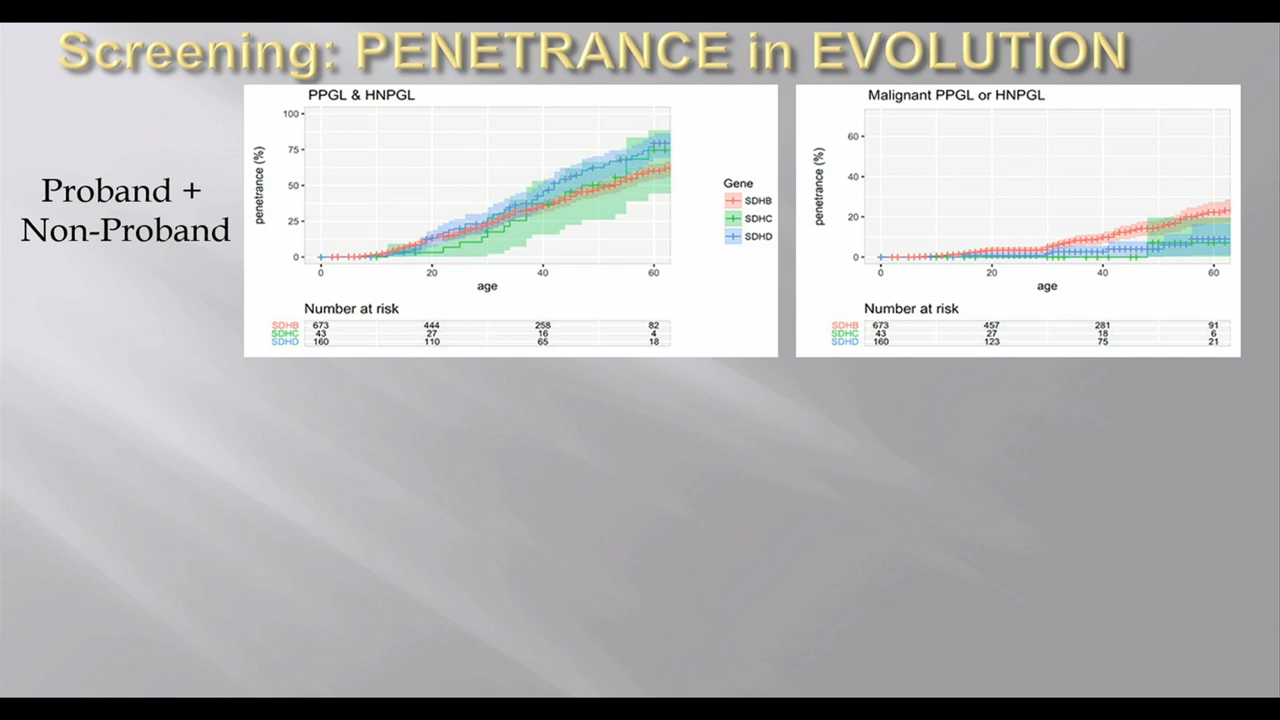 Screening: PENETRANCE in EVOLUTION
Proband +
Non-Proband
PPGL & HNPGL
penetrance (%)
100
75
50
25
0
0 20 40 60
age
Gene
SDHB
SDHC
SDHD
Number at risk
SDHB 673 444 258 82
SDHC 43 27 16 4
SDHD 160 110 65 18
Malignant PPGL or HNPGL
penetrance (%)
60
40
20
0
0 20 40 60
age
Number at risk
SDHB 673 457 281 91
SDHC 43 27 18 6
SDHD 160 123 75 21